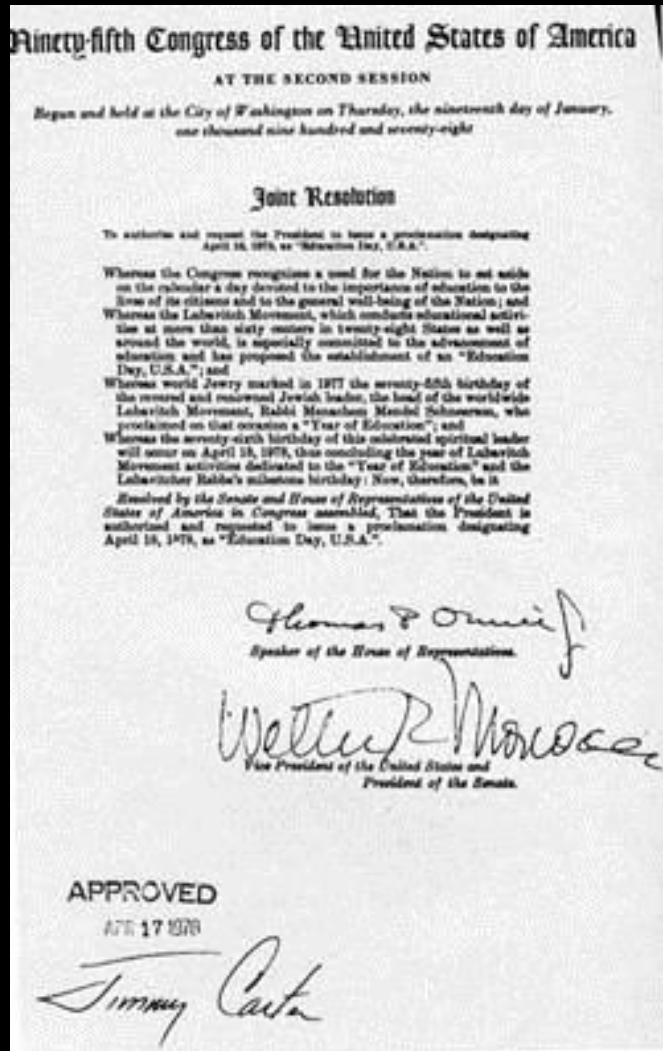 Ninety-fifth Congress of the United States of America
AT THE SECOND SESSION
Begun and held at the City of Washington on Thursday, the nineteenth day of January,
one thousand nine hundred and seventy-eight
Joint Resolution
To authorize and request the President to issue a proclamation designating
April 18, 1978, as "Education Day, U.S.A.".
Whereas the Congress recognizes a need for the Nation to set aside
on the calendar a day devoted to the importance of education to the
lives of its citizens and to the general well-being of the Nation; and
Whereas the Lubavitch Movement, which conducts educational activi-
ties at more than sixty centers in twenty-eight States as well as
around the world, is especially committed to the advancement of
education and has proposed the establishment of an "Education
Day, U.S.A."; and
Whereas world Jewry marked in 1977 the seventy-fifth birthday of
the revered and renowned Jewish leader, the head of the worldwide
Lubavitch Movement, Rabbi Menachem Mendel Schneerson, who
proclaimed on that occasion a "Year of Education"; and
Whereas the seventy-sixth birthday of this celebrated spiritual leader
will occur on April 18, 1978, thus concluding the year of Lubavitch
Movement activities dedicated to the "Year of Education" and the
Lubavitcher Rebbe's milestone birthday: Now, therefore, be it
Resolved by the Senate and House of Representatives of the United
States of America in Congress assembled, That the President is
authorized and requested to issue a proclamation designating
April 18, 1978, as "Education Day, U.S.A.".
Thomas P O'Neill Jr
Speaker of the House of Representatives.
Walter F Mondale
Vice President of the United States and
President of the Senate.
APPROVED
APR 17 1978
Jimmy Carter